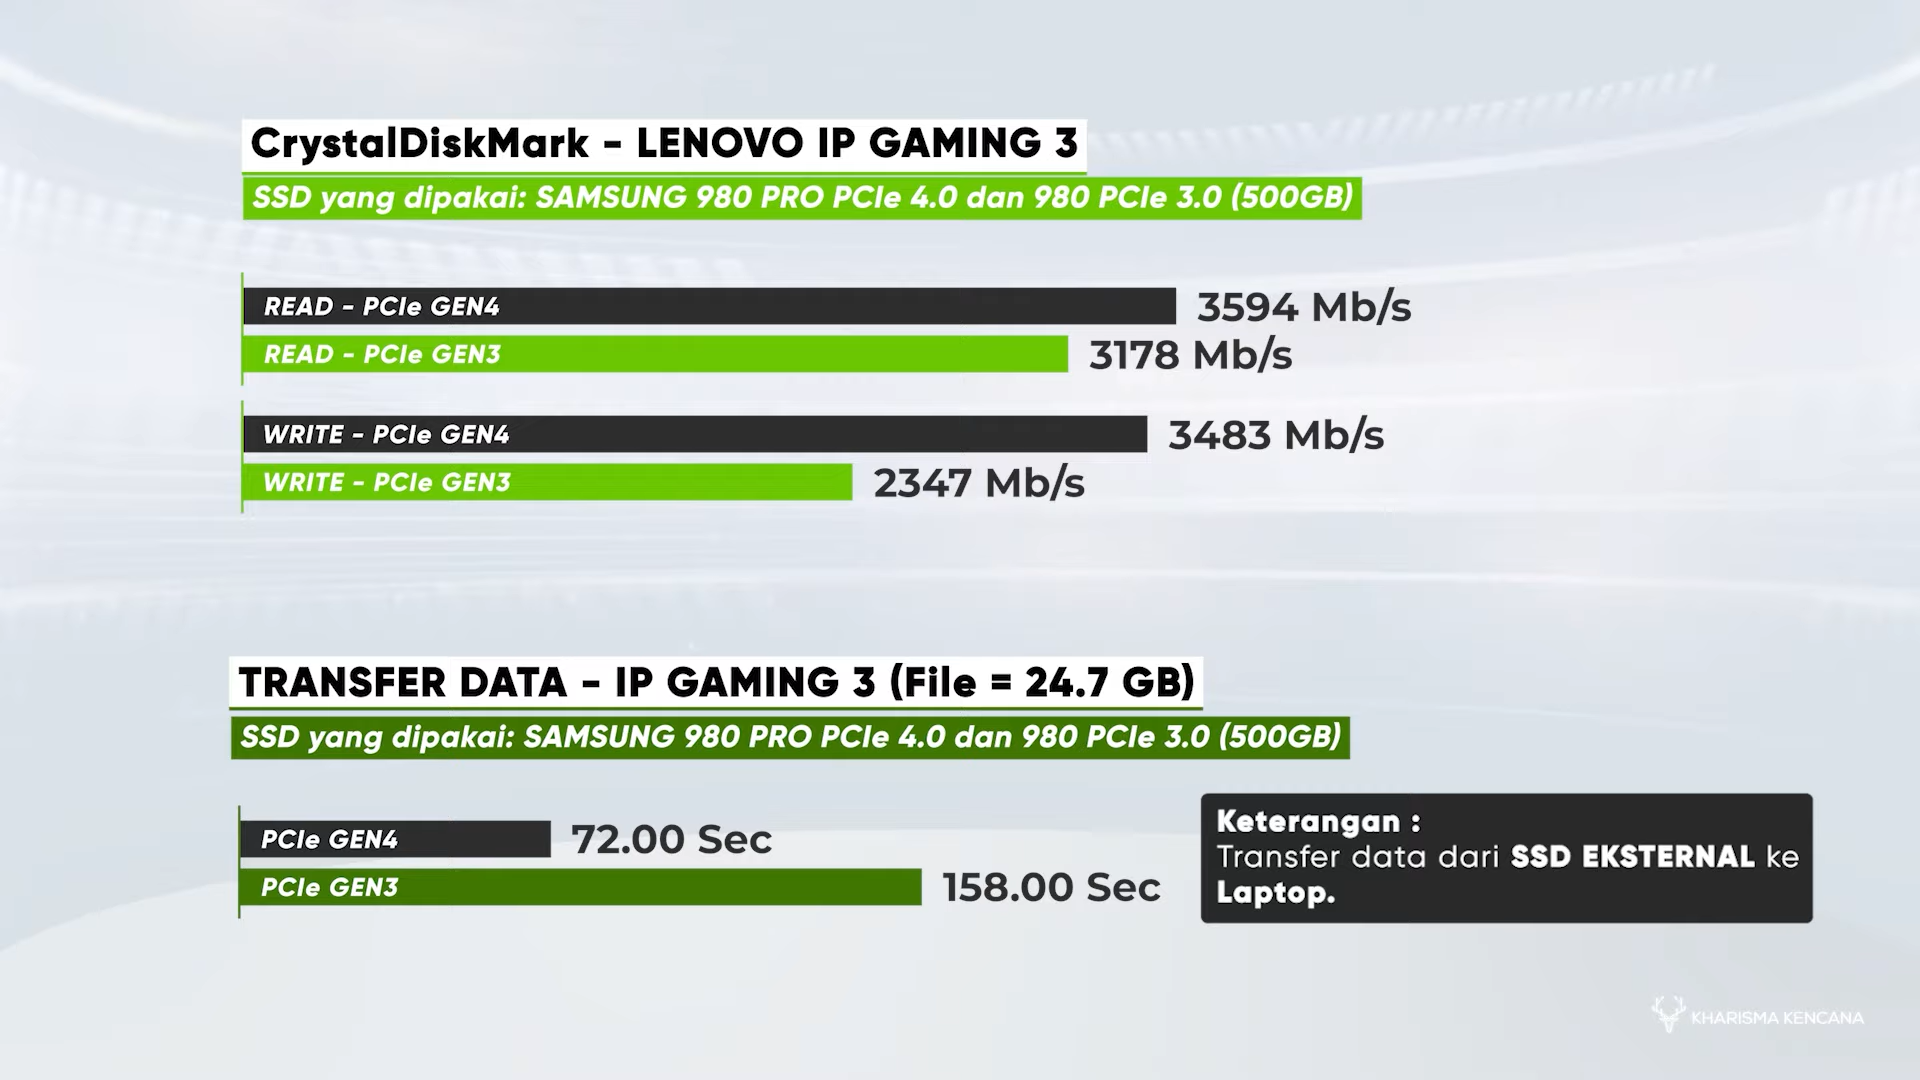 CrystalDiskMark - LENOVO IP GAMING 3
SSD yang dipakai: SAMSUNG 980 PRO PCIe 4.0 dan 980 PCIe 3.0 (500GB)
READ - PCIe GEN4 3594 Mb/s
READ - PCIe GEN3 3178 Mb/s
WRITE - PCIe GEN4 3483 Mb/s
WRITE - PCIe GEN3 2347 Mb/s
TRANSFER DATA - IP GAMING 3 (File = 24.7 GB)
SSD yang dipakai: SAMSUNG 980 PRO PCIe 4.0 dan 980 PCIe 3.0 (500GB)
PCIe GEN4 72.00 Sec
PCIe GEN3 158.00 Sec
Keterangan :
Transfer data dari SSD EKSTERNAL ke
Laptop.
KHARISMA KENCANA